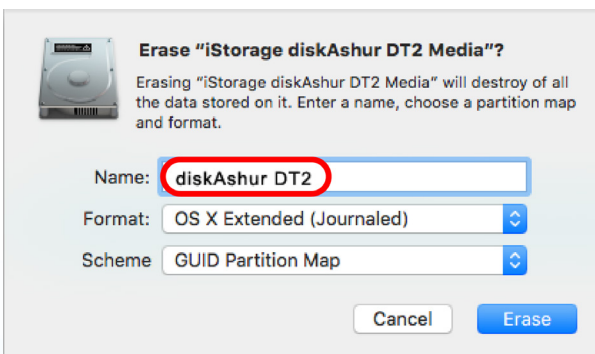 Erase “iStorage diskAshur DT2 Media”?
Erasing “iStorage diskAshur DT2 Media” will destroy of all
the data stored on it. Enter a name, choose a partition map
and format.
Name: diskAshur DT2
Format: OS X Extended (Journaled)
Scheme GUID Partition Map
Cancel Erase